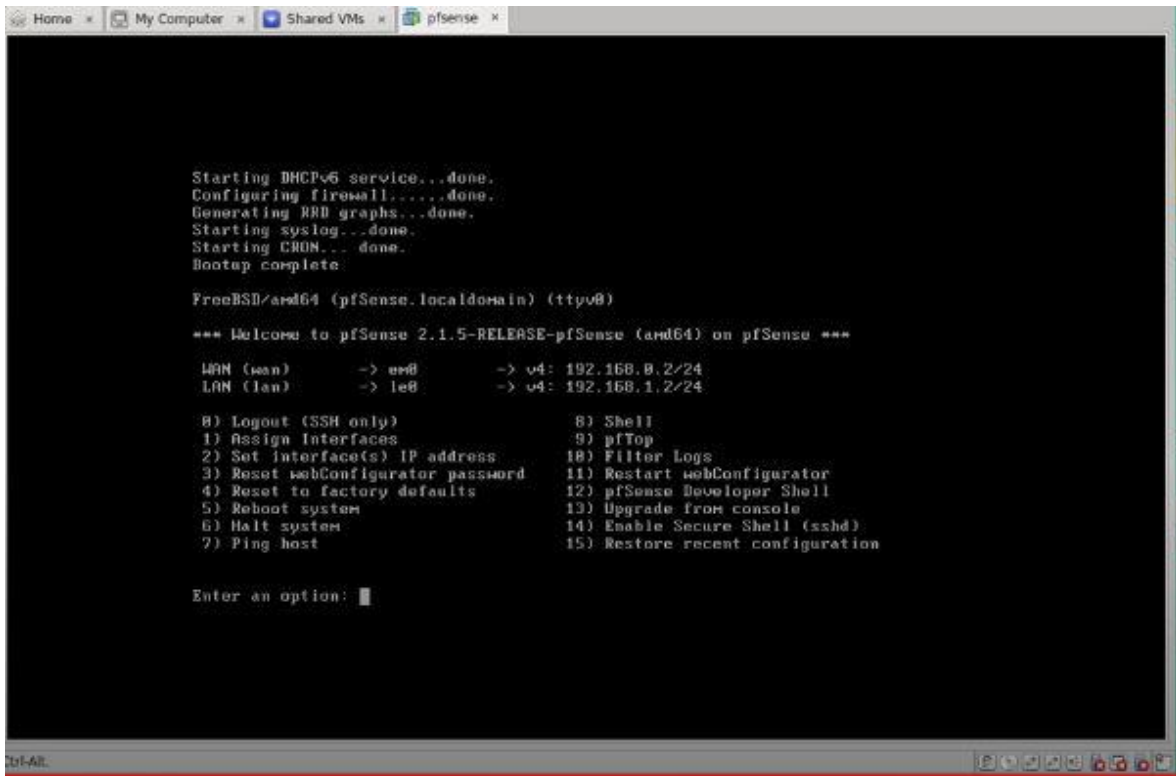 Home × My Computer × Shared VMs × pfsense ×
Starting DHCPv6 service...done.
Configuring firewall......done.
Generating RRD graphs...done.
Starting syslog...done.
Starting CRON... done.
Bootup complete
FreeBSD/amd64 (pfSense.localdomain) (ttyv0)
*** Welcome to pfSense 2.1.5-RELEASE-pfSense (amd64) on pfSense ***
WAN (wan) -> em0 -> v4: 192.168.0.2/24
LAN (lan) -> le0 -> v4: 192.168.1.2/24
0) Logout (SSH only) 8) Shell
1) Assign Interfaces 9) pfTop
2) Set interface(s) IP address 10) Filter Logs
3) Reset webConfigurator password 11) Restart webConfigurator
4) Reset to factory defaults 12) pfSense Developer Shell
5) Reboot system 13) Upgrade from console
6) Halt system 14) Enable Secure Shell (sshd)
7) Ping host 15) Restore recent configuration
Enter an option:
Ctrl-Alt.